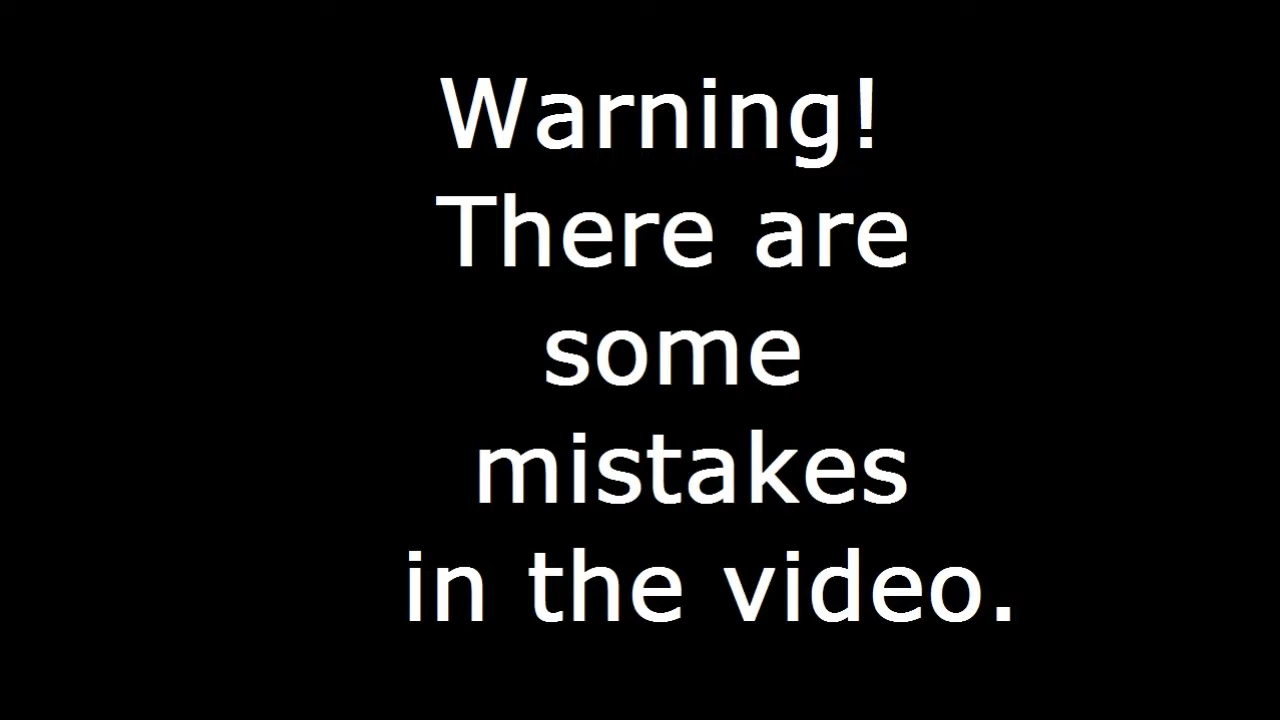 Warning!
There are
some
mistakes
in the video.